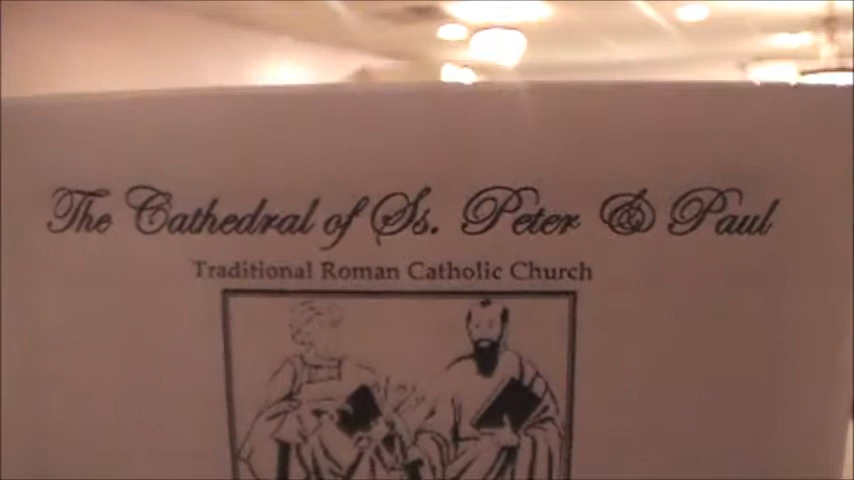 The Cathedral of Ss. Peter & Paul
Traditional Roman Catholic Church